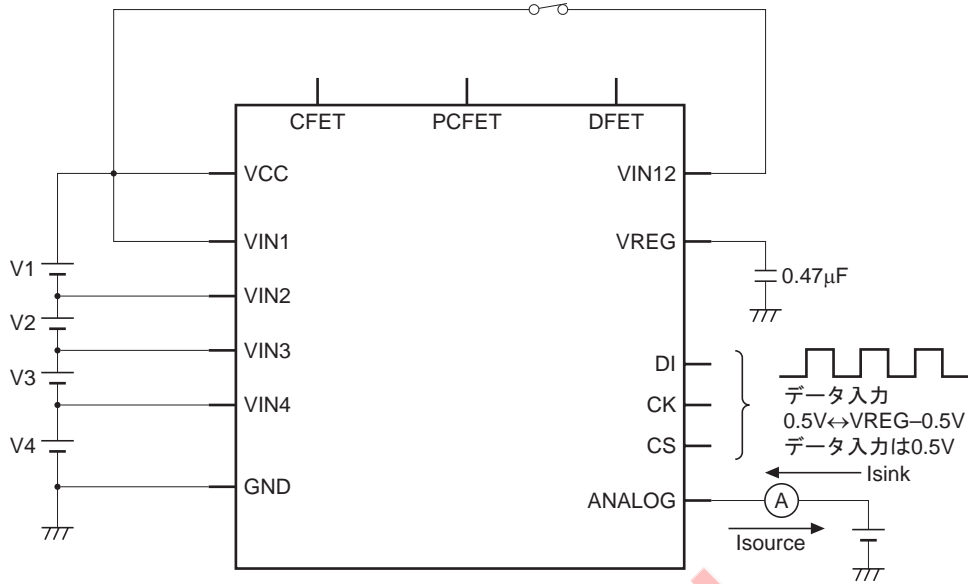 CFET
PCFET
DFET
VCC
VIN12
VIN1
VREG
V1
0.47μF
VIN2
V2
VIN3
DI
データ入力
V3
CK
0.5V↔VREG–0.5V
VIN4
CS
データ入力は0.5V
V4
Isink
GND
ANALOG
A
Isource